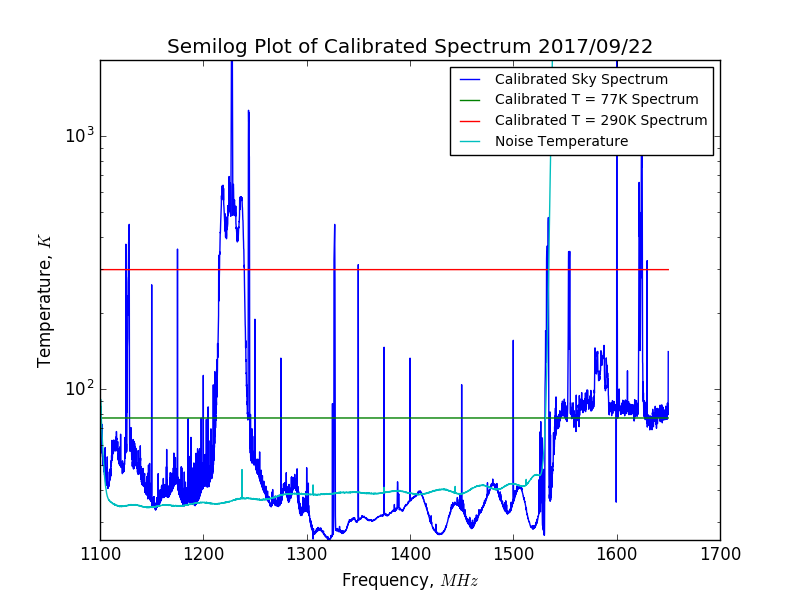 Semilog Plot of Calibrated Spectrum 2017/09/22
Calibrated Sky Spectrum
Calibrated T = 77K Spectrum
Calibrated T = 290K Spectrum
Noise Temperature
10³
10²
Temperature, K
1100 1200 1300 1400 1500 1600 1700
Frequency, MHz